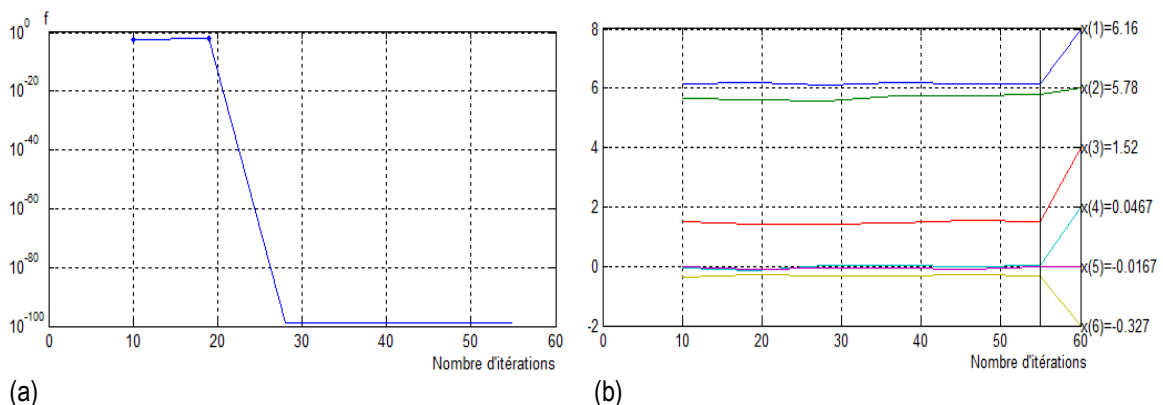 f
10^0
10^-20
10^-40
10^-60
10^-80
10^-100
0 10 20 30 40 50 60
Nombre d'itérations
(a)
8
6
4
2
0
-2
0 10 20 30 40 50 60
Nombre d'itérations
x(1)=6.16
x(2)=5.78
x(3)=1.52
x(4)=0.0467
x(5)=-0.0167
x(6)=-0.327
(b)